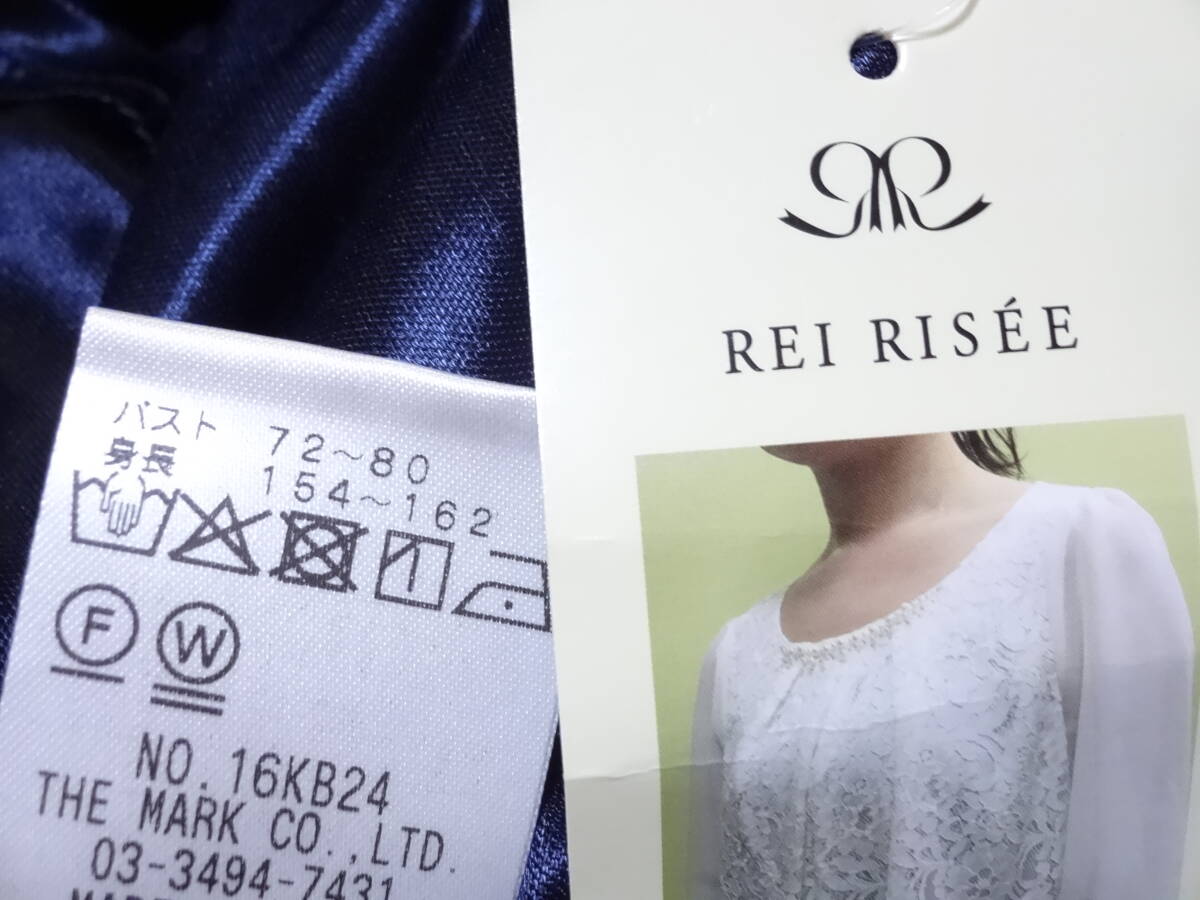 バスト 72~80
身長 154~162
F
W
NO.16KB24
THE MARK CO.,LTD.
03-3494-7431
REI RISÉE